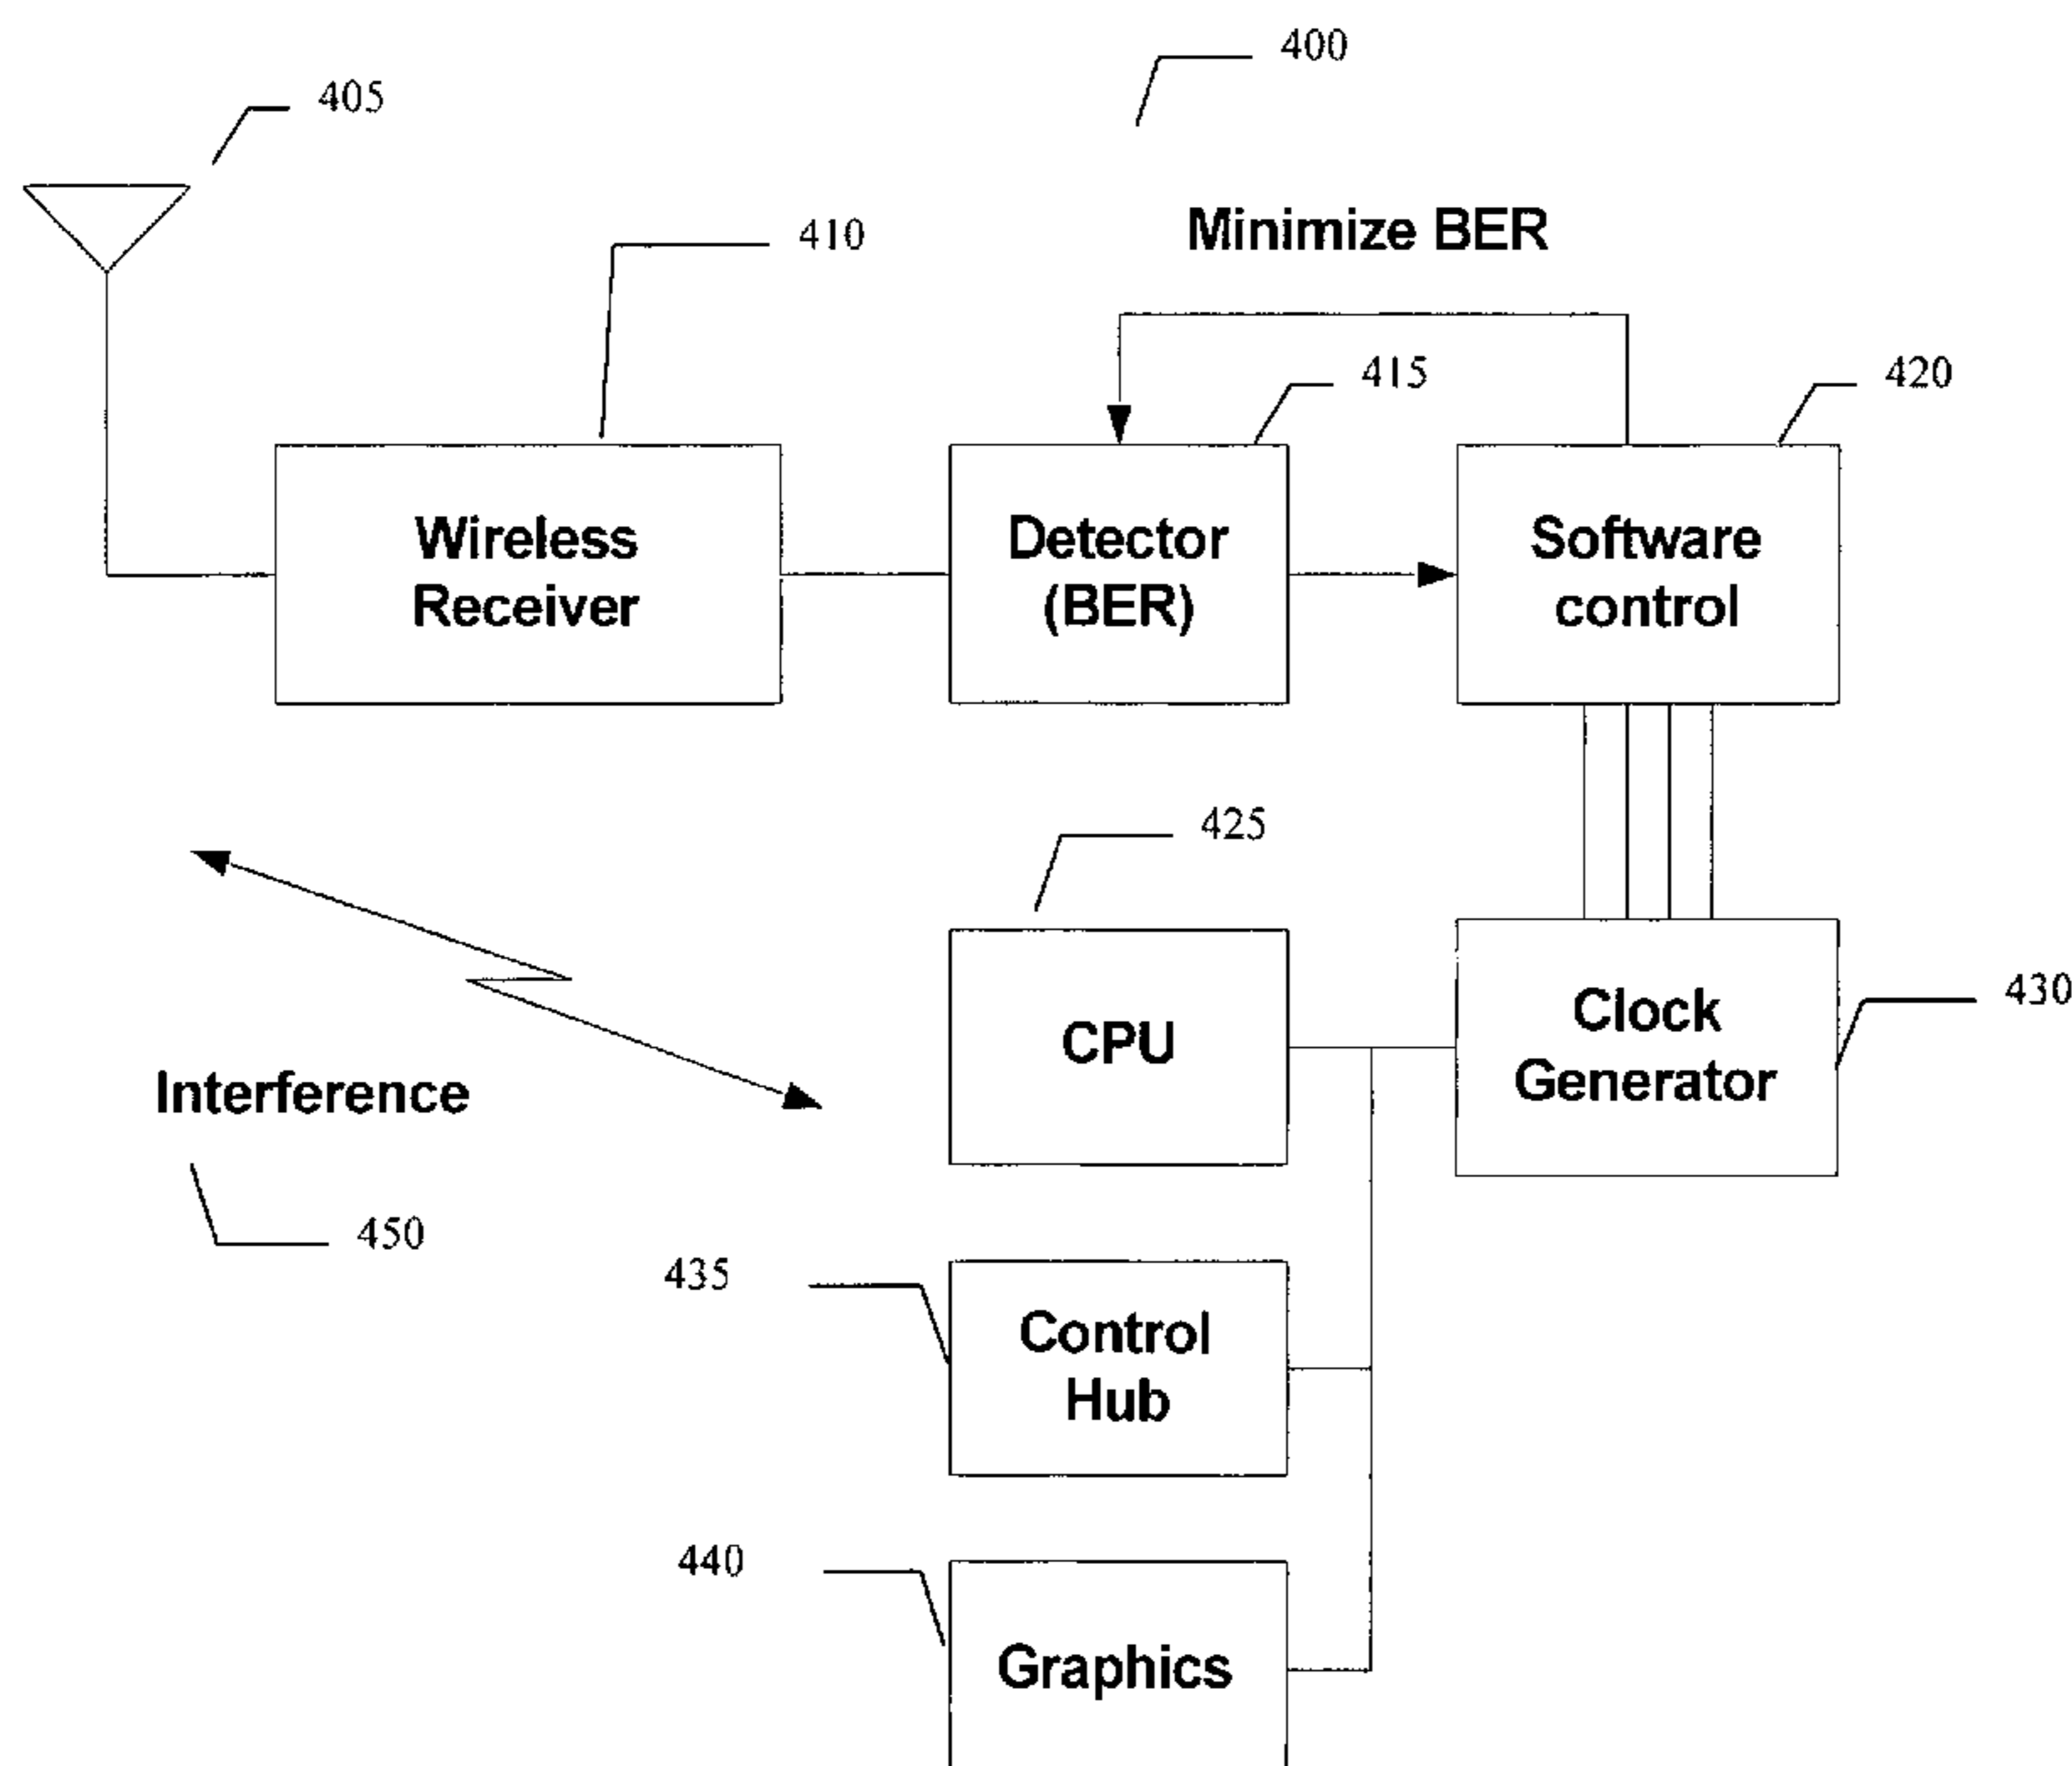 400
405
410
Minimize BER
415
420
Wireless
Receiver
Detector
(BER)
Software
control
425
430
CPU
Clock
Generator
Interference
450
435
Control
Hub
440
Graphics